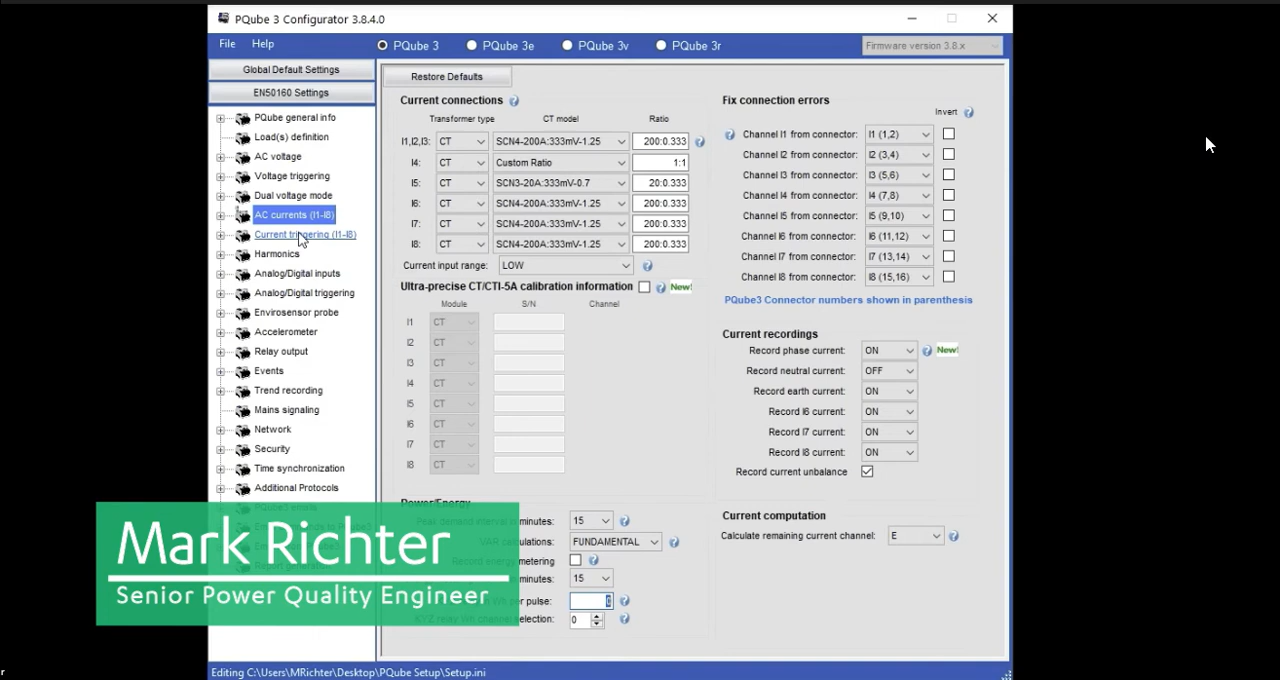 PQube 3 Configurator 3.8.4.0
File Help PQube 3 PQube 3e PQube 3v PQube 3r Firmware version 3.8.x
Global Default Settings
EN50160 Settings
PQube general info
Load(s) definition
AC voltage
Voltage triggering
Dual voltage mode
AC currents (I1-I8)
Current triggering (I1-I8)
Harmonics
Analog/Digital inputs
Analog/Digital triggering
Envirosensor probe
Accelerometer
Relay output
Events
Trend recording
Mains signaling
Network
Security
Time synchronization
Additional Protocols
Restore Defaults
Current connections
Transformer type CT model Ratio
I1,I2,I3: CT SCN4-200A:333mV-1.25 200:0.333
I4: CT Custom Ratio 1:1
I5: CT SCN3-20A:333mV-0.7 20:0.333
I6: CT SCN4-200A:333mV-1.25 200:0.333
I7: CT SCN4-200A:333mV-1.25 200:0.333
I8: CT SCN4-200A:333mV-1.25 200:0.333
Current input range: LOW
Ultra-precise CT/CTI-5A calibration information New!
Module S/N Channel
I1 CT
I2 CT
I3 CT
I4 CT
I5 CT
I6 CT
I7 CT
I8 CT
Power/Energy
Peak demand interval in minutes: 15
VAR calculations: FUNDAMENTAL
Record energy metering
minutes: 15
per pulse:
selection: 0
Fix connection errors
Invert
Channel I1 from connector: I1 (1,2)
Channel I2 from connector: I2 (3,4)
Channel I3 from connector: I3 (5,6)
Channel I4 from connector: I4 (7,8)
Channel I5 from connector: I5 (9,10)
Channel I6 from connector: I6 (11,12)
Channel I7 from connector: I7 (13,14)
Channel I8 from connector: I8 (15,16)
PQube3 Connector numbers shown in parenthesis
Current recordings
Record phase current: ON New!
Record neutral current: OFF
Record earth current: ON
Record I6 current: ON
Record I7 current: ON
Record I8 current: ON
Record current unbalance
Current computation
Calculate remaining current channel: E
Mark Richter
Senior Power Quality Engineer
Editing C:\Users\MRichter\Desktop\PQube Setup\Setup.ini